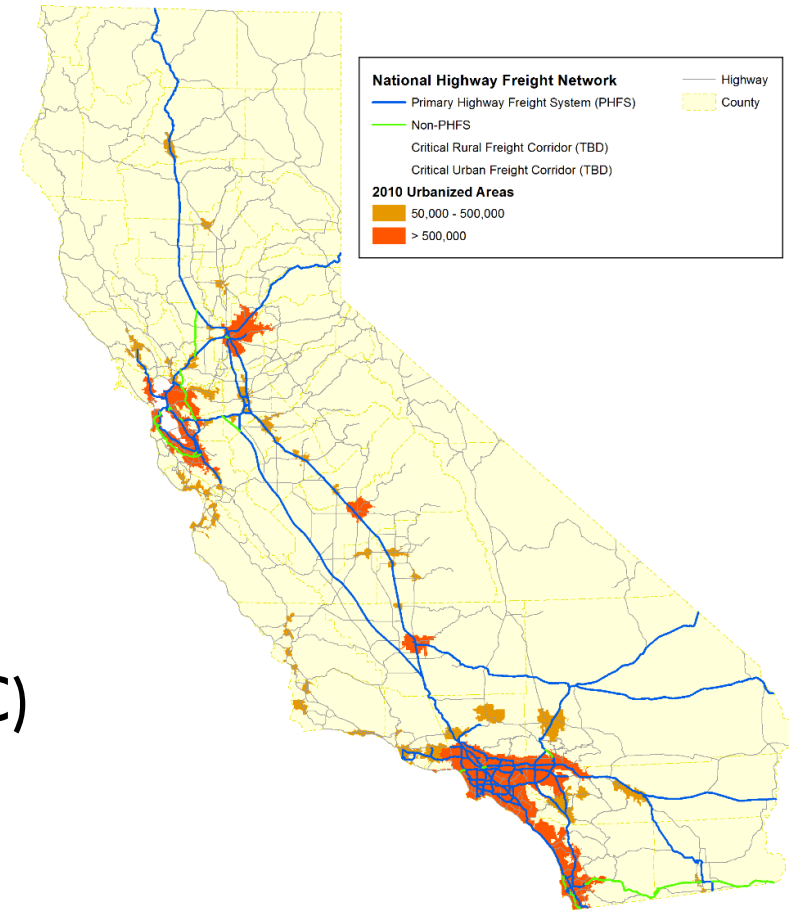 National Highway Freight Network
Primary Highway Freight System (PHFS)
Non-PHFS
Critical Rural Freight Corridor (TBD)
Critical Urban Freight Corridor (TBD)
2010 Urbanized Areas
50,000 - 500,000
> 500,000
Highway
County
C)